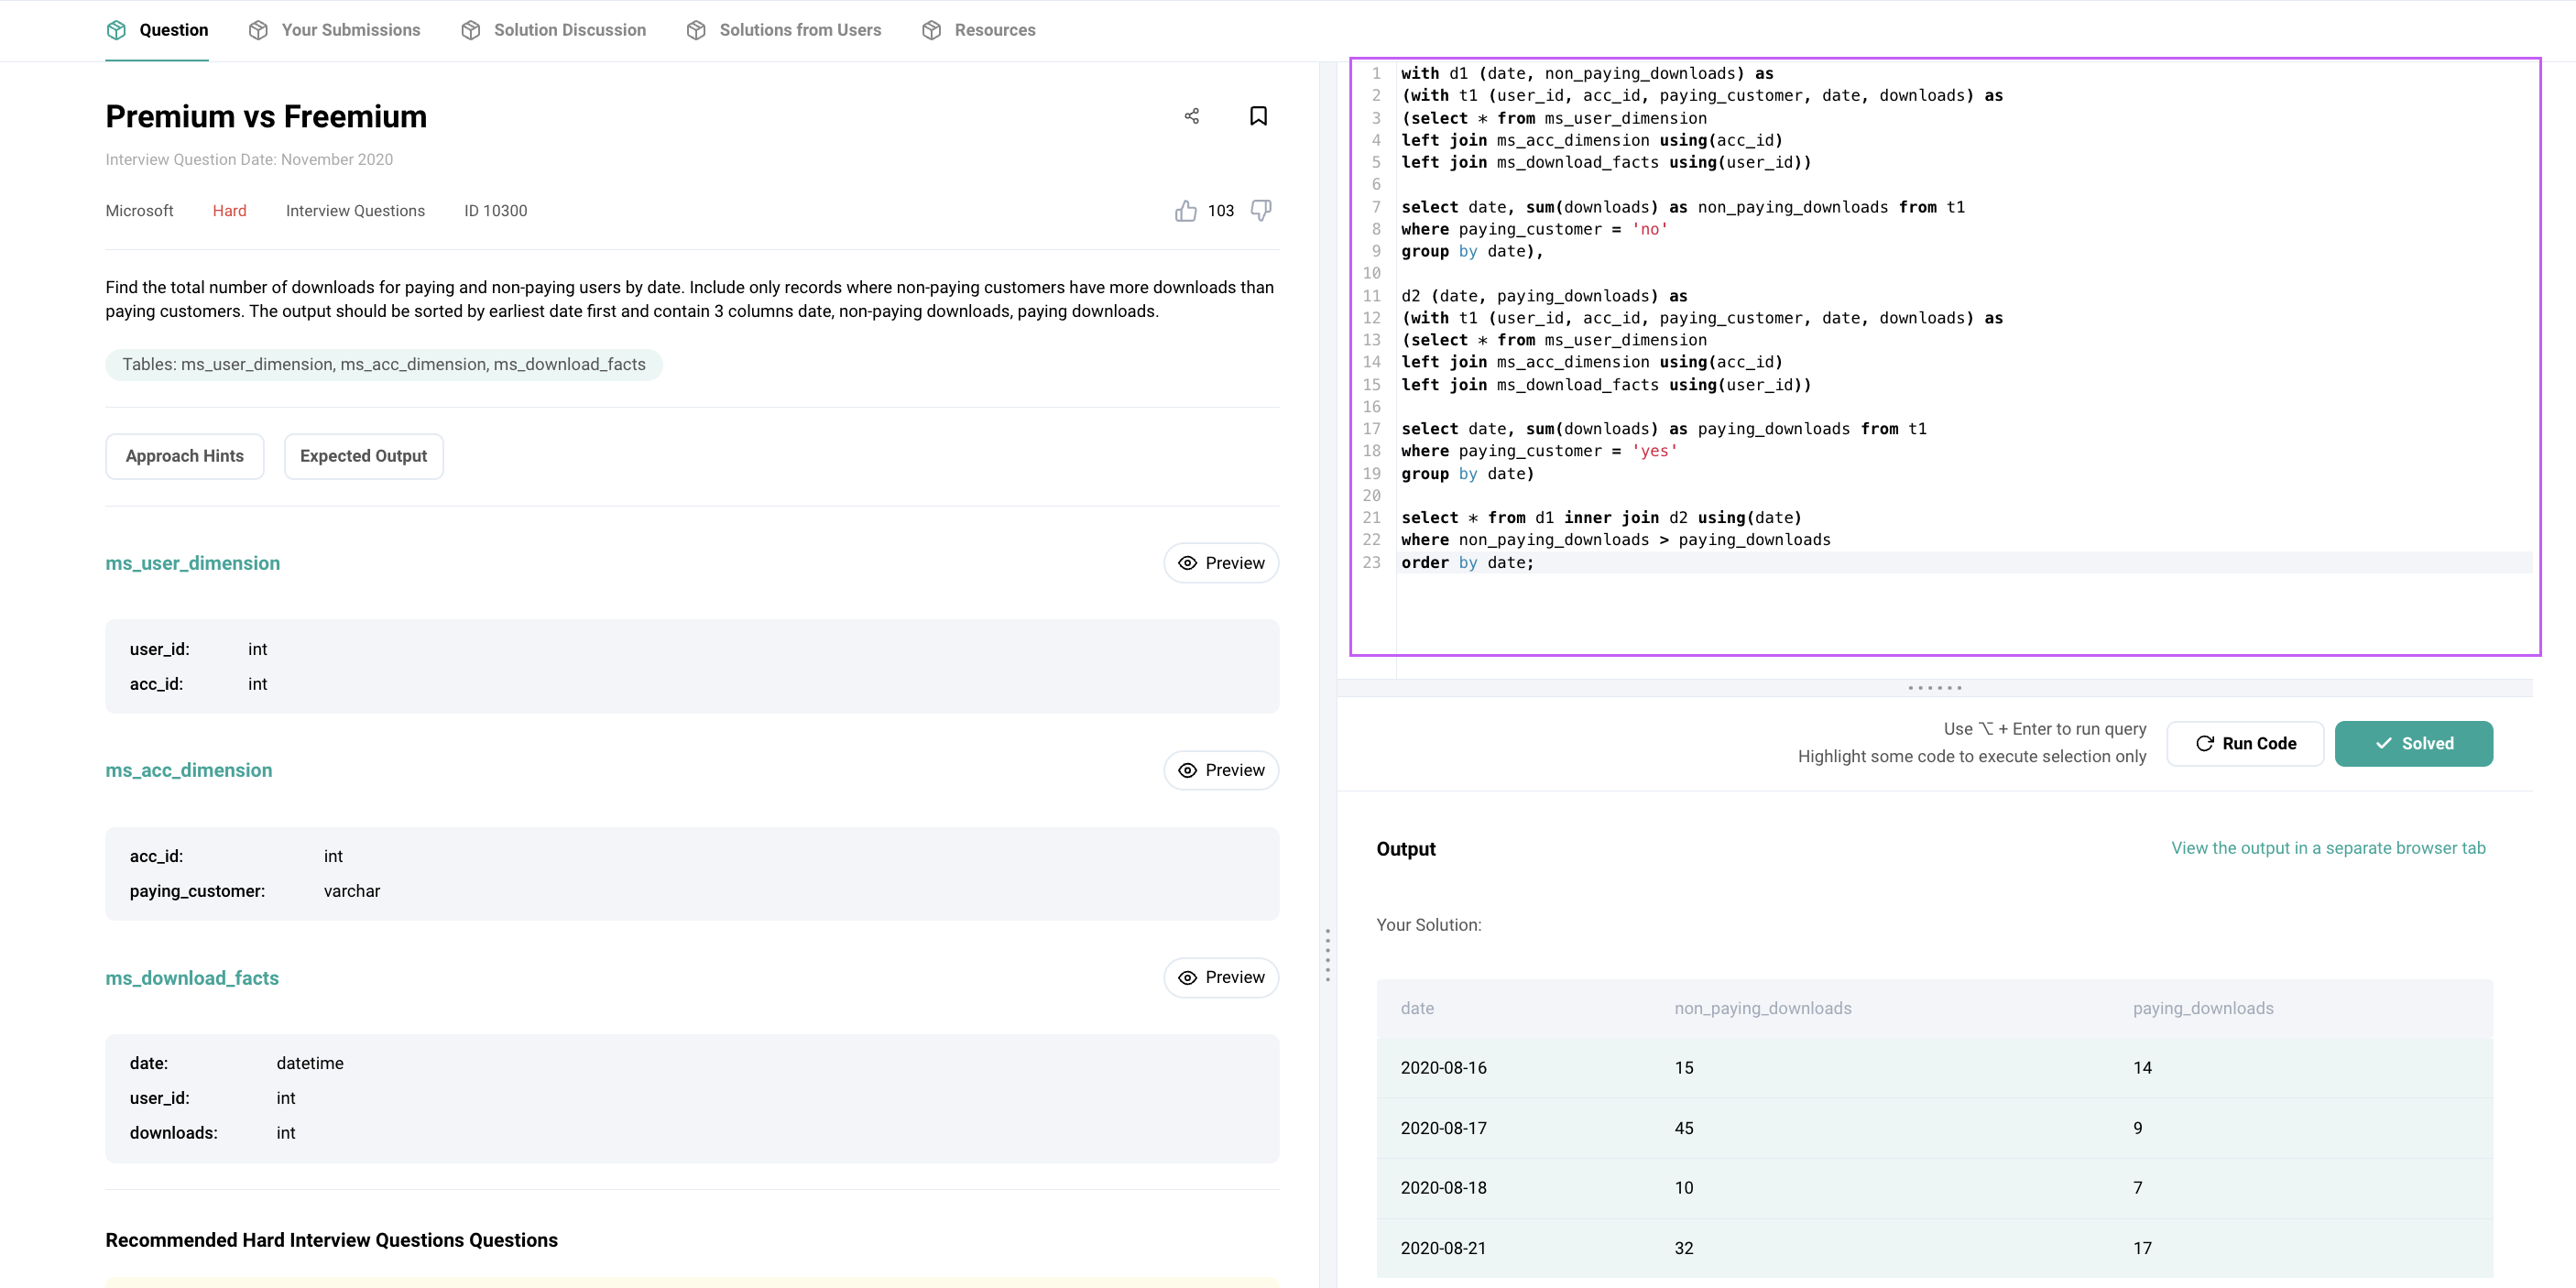 Question
Your Submissions
Solution Discussion
Solutions from Users
Resources
Premium vs Freemium
Interview Question Date: November 2020
Microsoft
Hard
Interview Questions
ID 10300
103
Find the total number of downloads for paying and non-paying users by date. Include only records where non-paying customers have more downloads than
paying customers. The output should be sorted by earliest date first and contain 3 columns date, non-paying downloads, paying downloads.
Tables: ms_user_dimension, ms_acc_dimension, ms_download_facts
Approach Hints
Expected Output
ms_user_dimension
Preview
user_id: int
acc_id: int
ms_acc_dimension
Preview
acc_id: int
paying_customer: varchar
ms_download_facts
Preview
date: datetime
user_id: int
downloads: int
Recommended Hard Interview Questions Questions
1 with d1 (date, non_paying_downloads) as
2 (with t1 (user_id, acc_id, paying_customer, date, downloads) as
3 (select * from ms_user_dimension
4 left join ms_acc_dimension using(acc_id)
5 left join ms_download_facts using(user_id))
6
7 select date, sum(downloads) as non_paying_downloads from t1
8 where paying_customer = 'no'
9 group by date),
10
11 d2 (date, paying_downloads) as
12 (with t1 (user_id, acc_id, paying_customer, date, downloads) as
13 (select * from ms_user_dimension
14 left join ms_acc_dimension using(acc_id)
15 left join ms_download_facts using(user_id))
16
17 select date, sum(downloads) as paying_downloads from t1
18 where paying_customer = 'yes'
19 group by date)
20
21 select * from d1 inner join d2 using(date)
22 where non_paying_downloads > paying_downloads
23 order by date;
Use ⌥ + Enter to run query
Highlight some code to execute selection only
Run Code
Solved
Output
View the output in a separate browser tab
Your Solution:
date non_paying_downloads paying_downloads
2020-08-16 15 14
2020-08-17 45 9
2020-08-18 10 7
2020-08-21 32 17